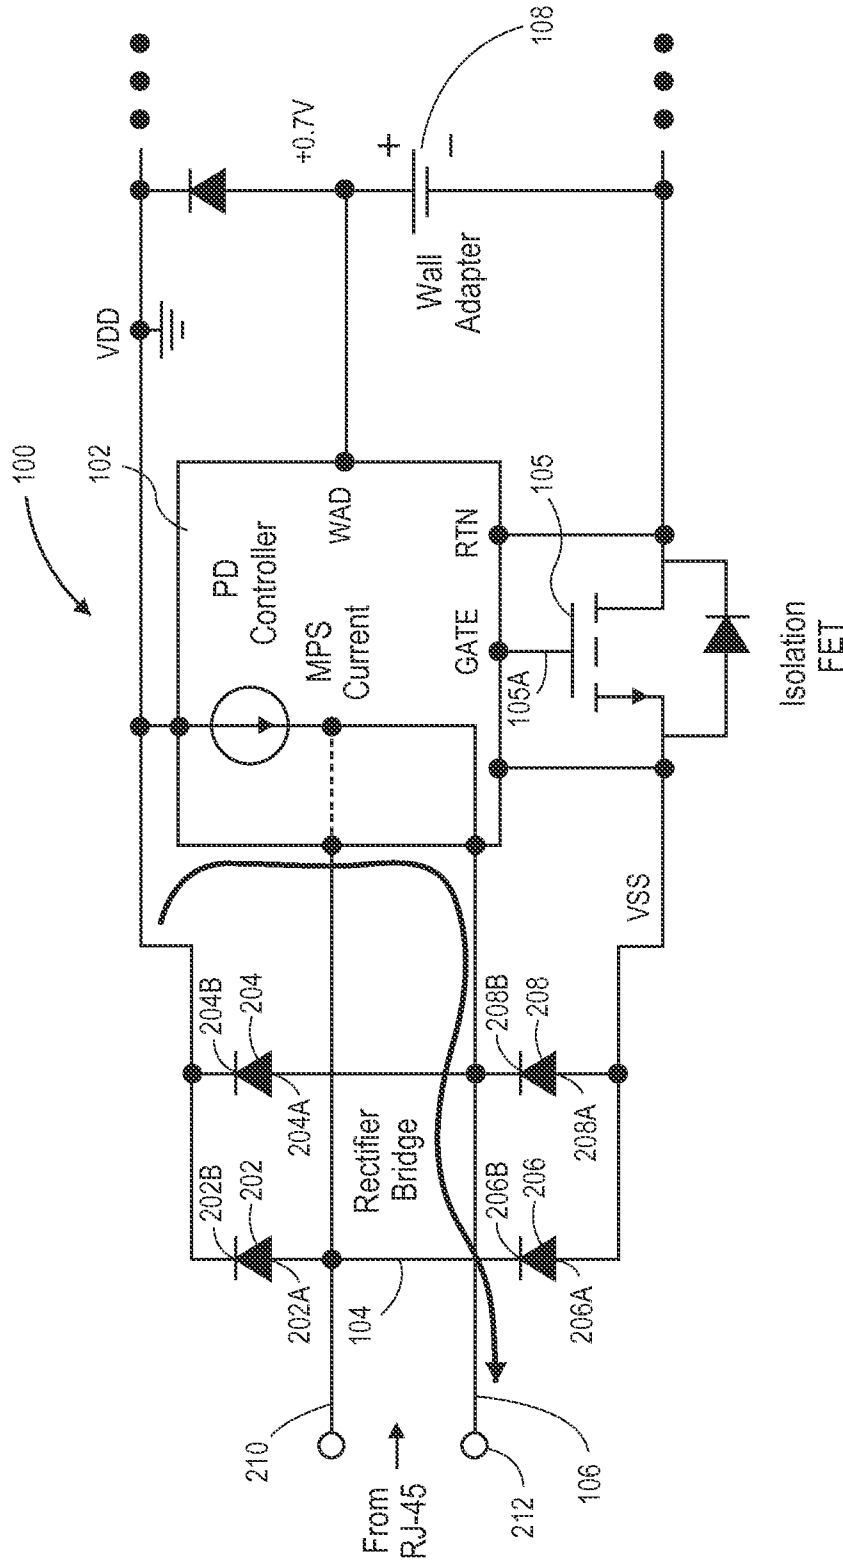 100
VDD
102
+0.7V
108
PD
Controller
MPS
Current
WAD
+
−
Wall
Adapter
GATE
RTN
105A
105
Isolation
FET
VSS
204B
204
204A
208B
208
208A
202B
202
202A
206B
206
206A
Rectifier
Bridge
104
210
From
RJ-45
212
106